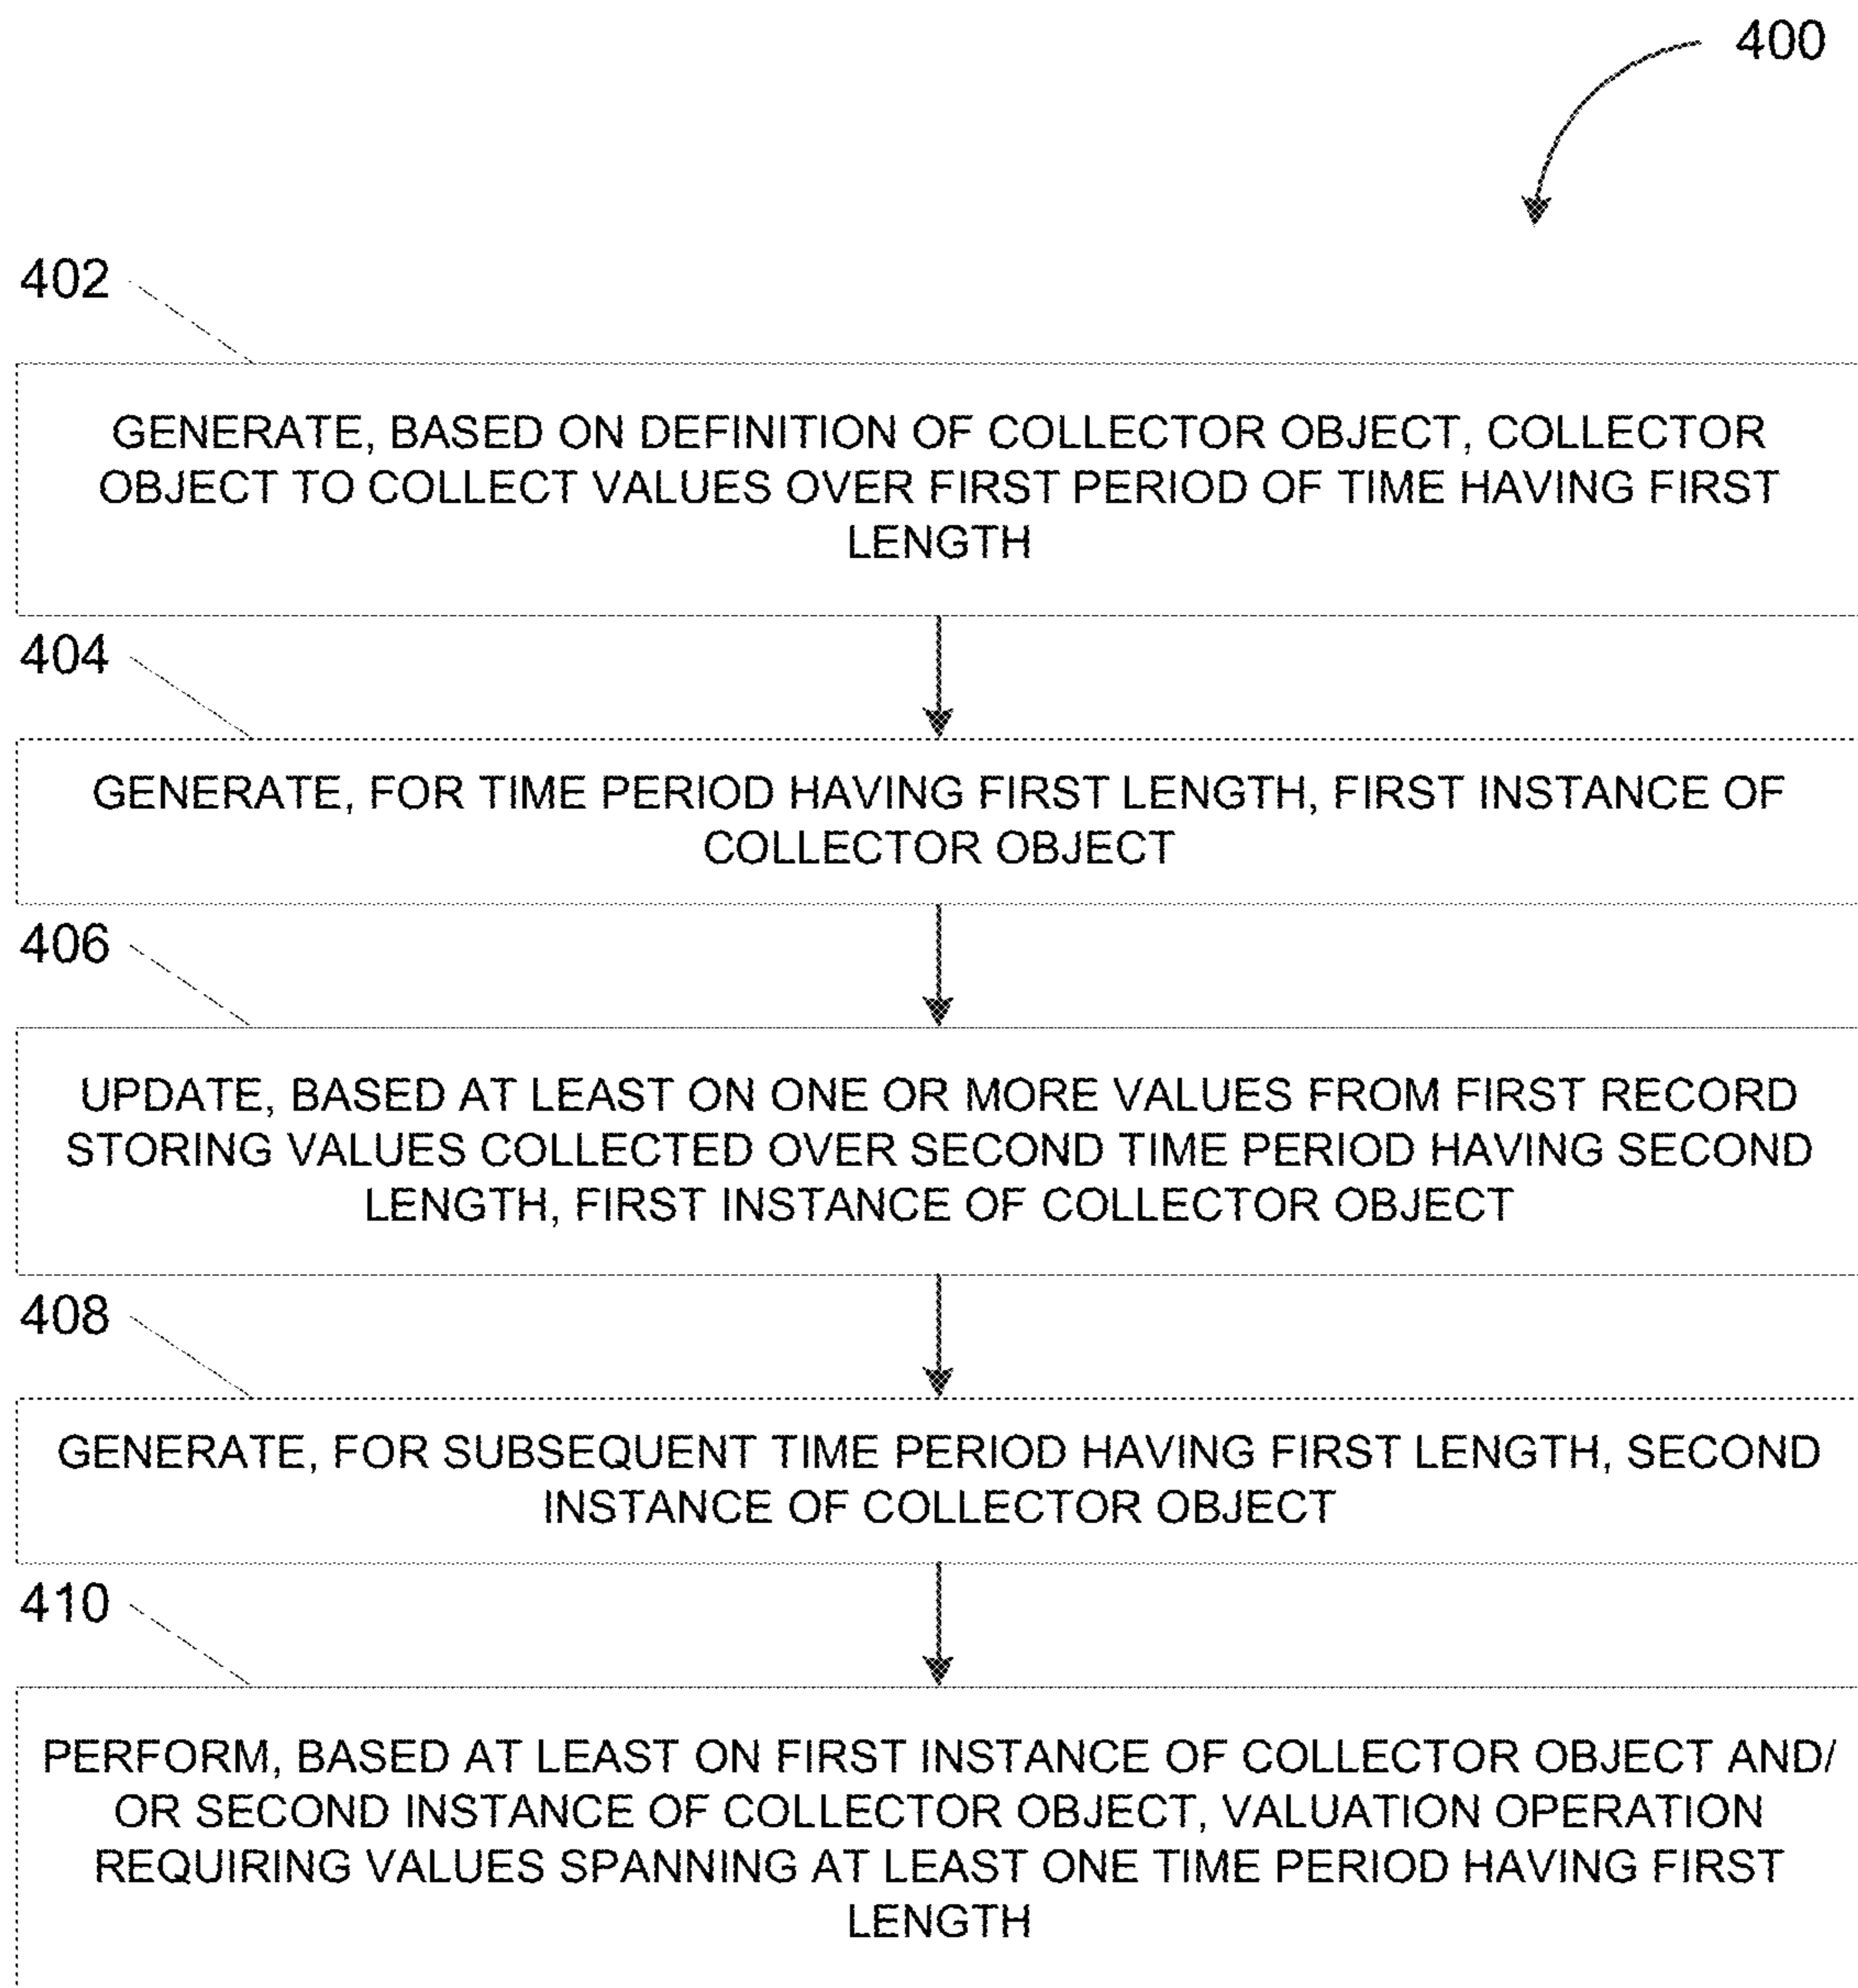 400
402
GENERATE, BASED ON DEFINITION OF COLLECTOR OBJECT, COLLECTOR
OBJECT TO COLLECT VALUES OVER FIRST PERIOD OF TIME HAVING FIRST
LENGTH
404
GENERATE, FOR TIME PERIOD HAVING FIRST LENGTH, FIRST INSTANCE OF
COLLECTOR OBJECT
406
UPDATE, BASED AT LEAST ON ONE OR MORE VALUES FROM FIRST RECORD
STORING VALUES COLLECTED OVER SECOND TIME PERIOD HAVING SECOND
LENGTH, FIRST INSTANCE OF COLLECTOR OBJECT
408
GENERATE, FOR SUBSEQUENT TIME PERIOD HAVING FIRST LENGTH, SECOND
INSTANCE OF COLLECTOR OBJECT
410
PERFORM, BASED AT LEAST ON FIRST INSTANCE OF COLLECTOR OBJECT AND/
OR SECOND INSTANCE OF COLLECTOR OBJECT, VALUATION OPERATION
REQUIRING VALUES SPANNING AT LEAST ONE TIME PERIOD HAVING FIRST
LENGTH